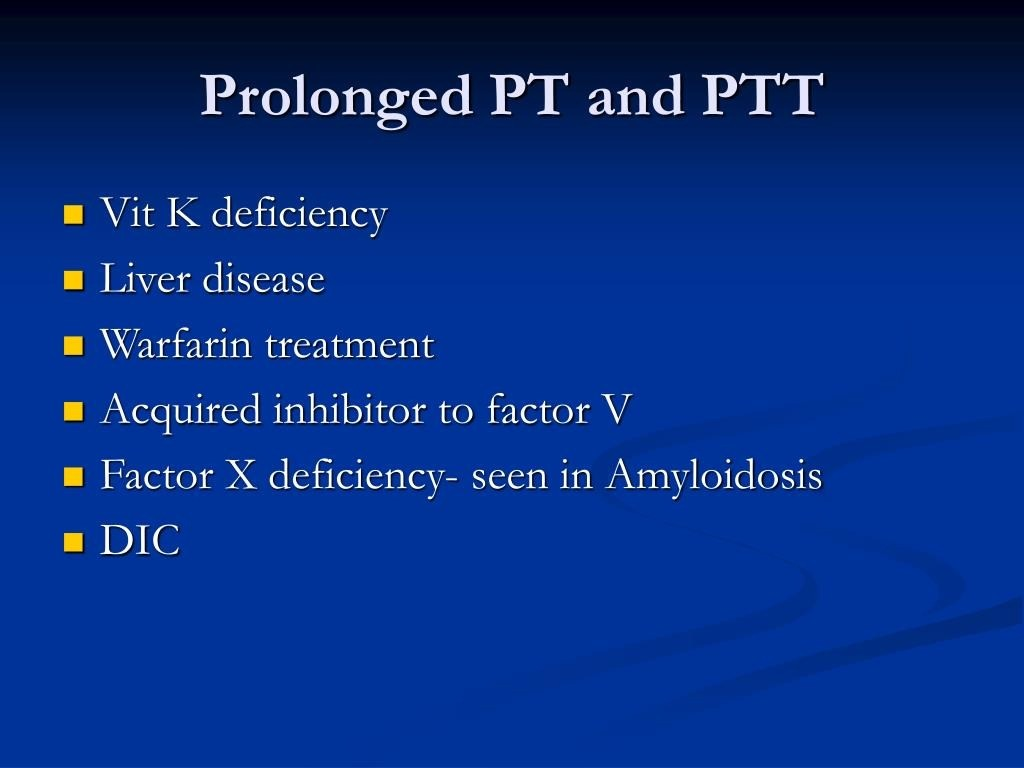 Prolonged PT and PTT
Vit K deficiency
Liver disease
Warfarin treatment
Acquired inhibitor to factor V
Factor X deficiency- seen in Amyloidosis
DIC